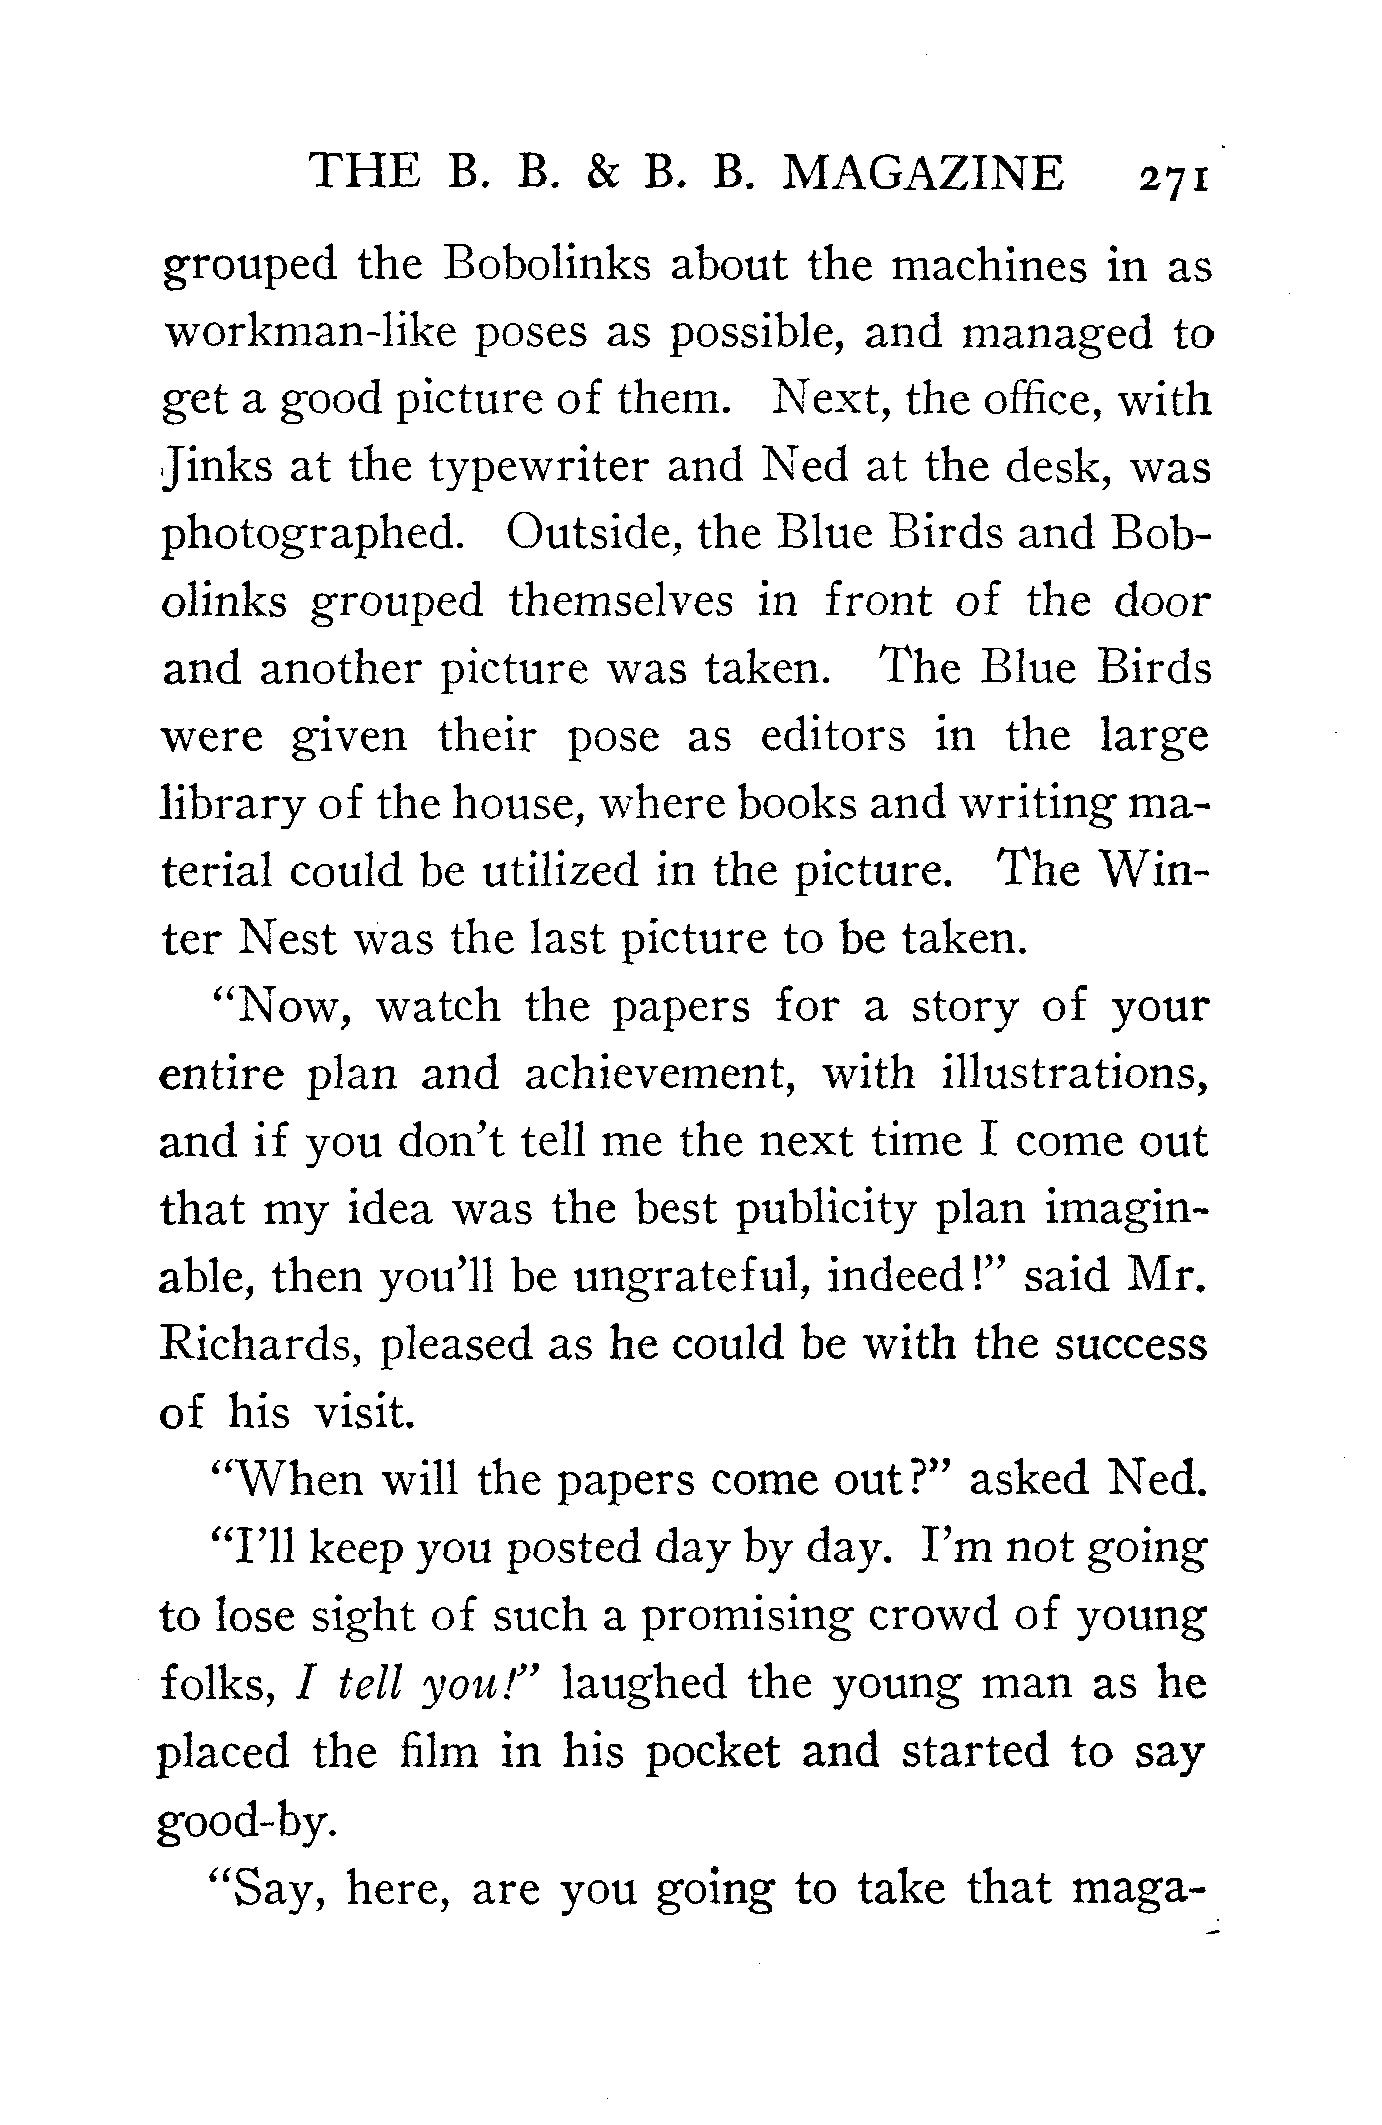 THE B. B. & B. B. MAGAZINE 271
grouped the Bobolinks about the machines in as
workman-like poses as possible, and managed to
get a good picture of them. Next, the office, with
Jinks at the typewriter and Ned at the desk, was
photographed. Outside, the Blue Birds and Bob-
olinks grouped themselves in front of the door
and another picture was taken. The Blue Birds
were given their pose as editors in the large
library of the house, where books and writing ma-
terial could be utilized in the picture. The Win-
ter Nest was the last picture to be taken.
“Now, watch the papers for a story of your
entire plan and achievement, with illustrations,
and if you don’t tell me the next time I come out
that my idea was the best publicity plan imagin-
able, then you’ll be ungrateful, indeed!” said Mr.
Richards, pleased as he could be with the success
of his visit.
“When will the papers come out?” asked Ned.
“I’ll keep you posted day by day. I’m not going
to lose sight of such a promising crowd of young
folks, I tell you!” laughed the young man as he
placed the film in his pocket and started to say
good-by.
“Say, here, are you going to take that maga-